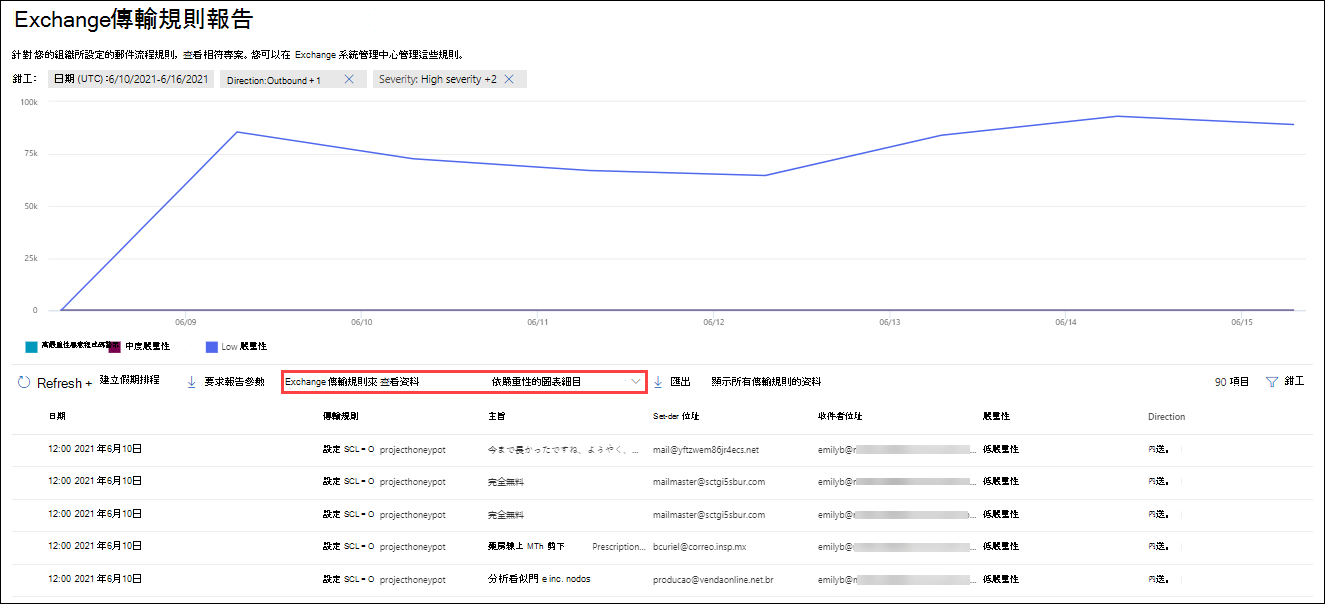 Exchange傳輸規則報告
針對 您的組織所設定的郵件流程規則，查看相符專案。您可以在 Exchange 系統管理中心管理這些規則。
鉗工： 日期 (UTC) :6/10/2021-6/16/2021 Direction:Outbound + 1 Severity: High severity +2
100k
75k
50k
25k
0
06/09 06/10 06/11 06/12 06/13 06/14 06/15
中度嚴重性 Low 嚴重性
Refresh + 建立假期排程 要求報告參數 Exchange 傳輸規則來 查看資料 依嚴重性的圖表細目 匯出 顯示所有傳輸規則的資料 90 項目 鉗工
日期 傳輸規則 主旨 Set-der 位址 收件者位址 嚴重性 Direction
12:00 2021 年6月10日 設定 SCL = O projecthoneypot 今まで長かったですね、ようやく、... mail@yftzwem86jr4ecs.net emilyb@ ... 低嚴重性 內送。
12:00 2021 年6月10日 設定 SCL = O projecthoneypot 完全無料 mailmaster@sctgi5sbur.com emilyb@ ... 低嚴重性 內送。
12:00 2021 年6月10日 設定 SCL = O projecthoneypot 完全無料 mailmaster@sctgi5sbur.com emilyb@ ... 低嚴重性 內送。
12:00 2021 年6月10日 設定 SCL = O projecthoneypot 藥房線上 MTh 剪下 Prescription... bcuriel@correo.insp.mx emilyb@ ... 低嚴重性 內送。
12:00 2021 年6月10日 設定 SCL = O projecthoneypot 分析看似門 e inc. nodos producao@vendaonline.net.br emilyb@ ... 低嚴重性 內送。